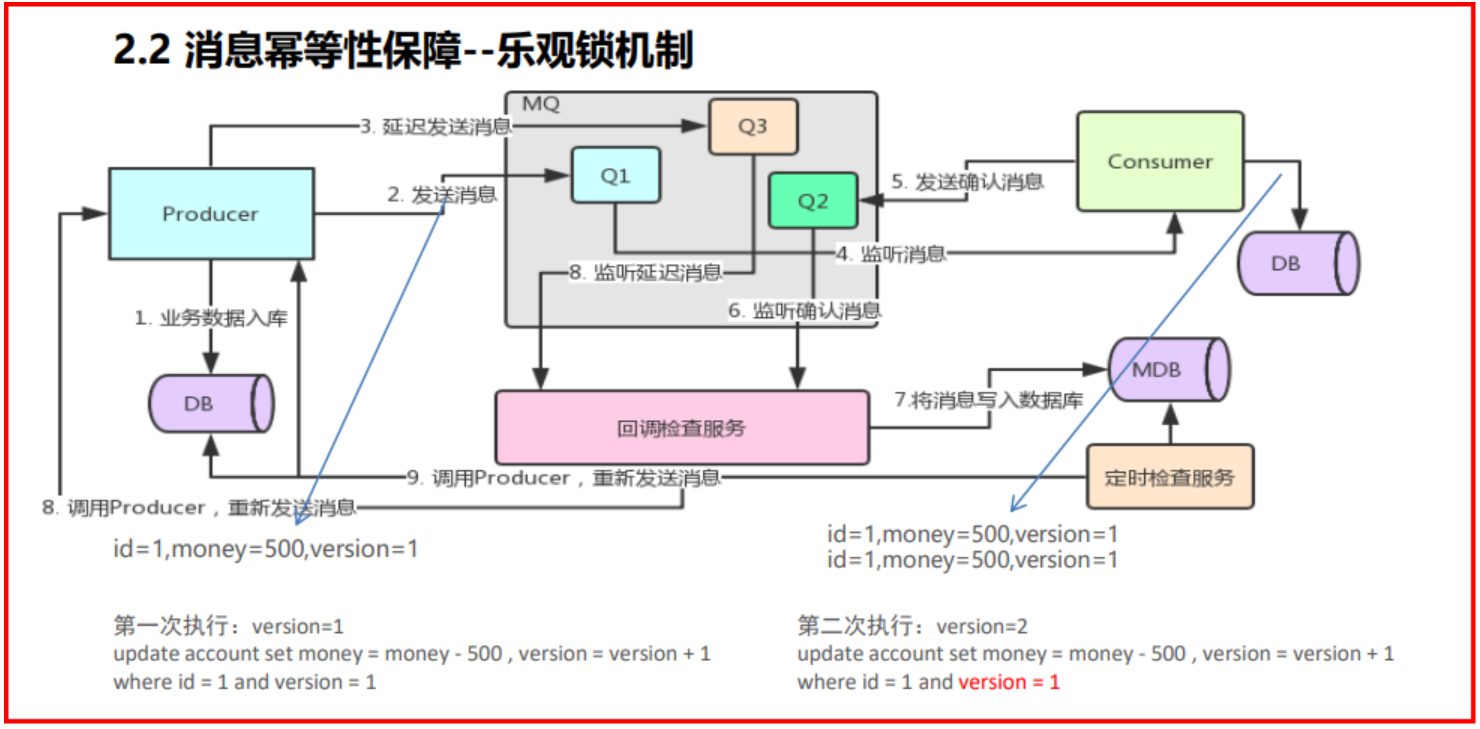 2.2 消息幂等性保障--乐观锁机制
MQ
3. 延迟发送消息
Q3
Q1
Consumer
2. 发送消息
5. 发送确认消息
Q2
Producer
4. 监听消息
8. 监听延迟消息
DB
6. 监听确认消息
1. 业务数据入库
MDB
DB
7.将消息写入数据库
回调检查服务
9. 调用Producer，重新发送消息
定时检查服务
8. 调用Producer，重新发送消息
id=1,money=500,version=1
id=1,money=500,version=1
id=1,money=500,version=1
第一次执行：version=1
update account set money = money - 500 , version = version + 1
where id = 1 and version = 1
第二次执行：version=2
update account set money = money - 500 , version = version + 1
where id = 1 and version = 1